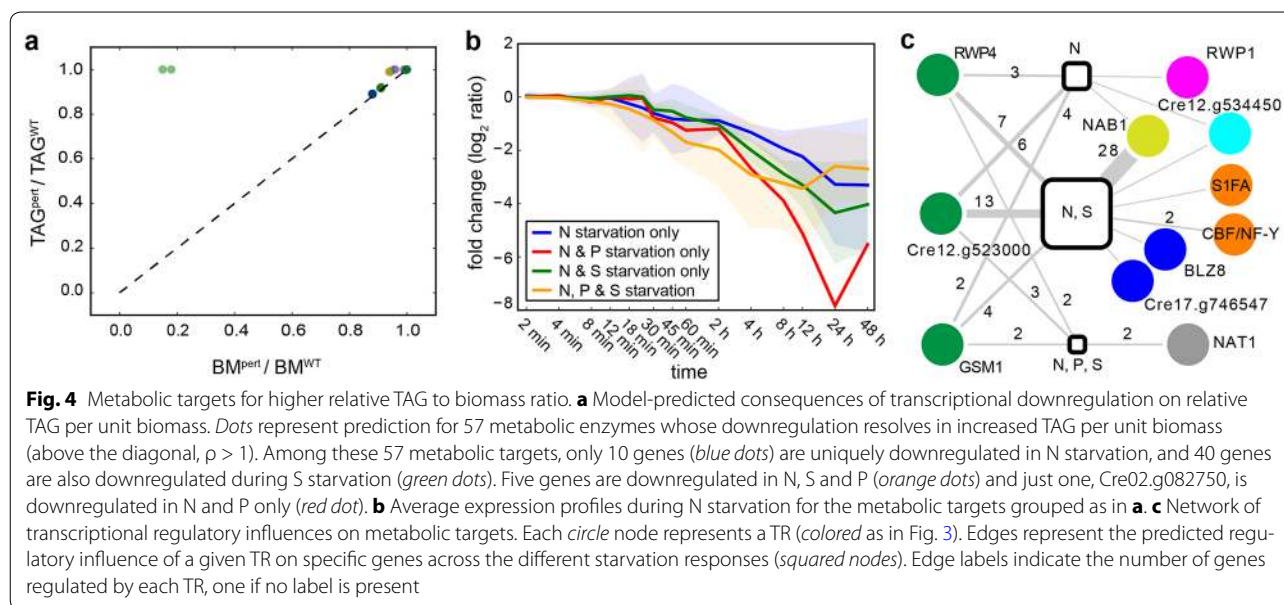 a
TAG^pert / TAG^WT
1.0
0.8
0.6
0.4
0.2
0.0
0.0 0.2 0.4 0.6 0.8 1.0
BM^pert / BM^WT
b
fold change (log₂ ratio)
2
0
−2
−4
−6
−8
N starvation only
N & P starvation only
N & S starvation only
N, P & S starvation
2 min
4 min
8 min
12 min
18 min
30 min
45 min
60 min
2 h
4 h
8 h
12 h
24 h
48 h
time
c
RWP4
N
RWP1
3
Cre12.g534450
7
4
NAB1
6
28
S1FA
13
N, S
2
CBF/NF-Y
Cre12.g523000
BLZ8
2
3
2
Cre17.g746547
4
2
2
NAT1
GSM1
N, P, S
Fig. 4 Metabolic targets for higher relative TAG to biomass ratio. a Model-predicted consequences of transcriptional downregulation on relative
TAG per unit biomass. Dots represent prediction for 57 metabolic enzymes whose downregulation resolves in increased TAG per unit biomass
(above the diagonal, ρ > 1). Among these 57 metabolic targets, only 10 genes (blue dots) are uniquely downregulated in N starvation, and 40 genes
are also downregulated during S starvation (green dots). Five genes are downregulated in N, S and P (orange dots) and just one, Cre02.g082750, is
downregulated in N and P only (red dot). b Average expression profiles during N starvation for the metabolic targets grouped as in a. c Network of
transcriptional regulatory influences on metabolic targets. Each circle node represents a TR (colored as in Fig. 3). Edges represent the predicted regu-
latory influence of a given TR on specific genes across the different starvation responses (squared nodes). Edge labels indicate the number of genes
regulated by each TR, one if no label is present